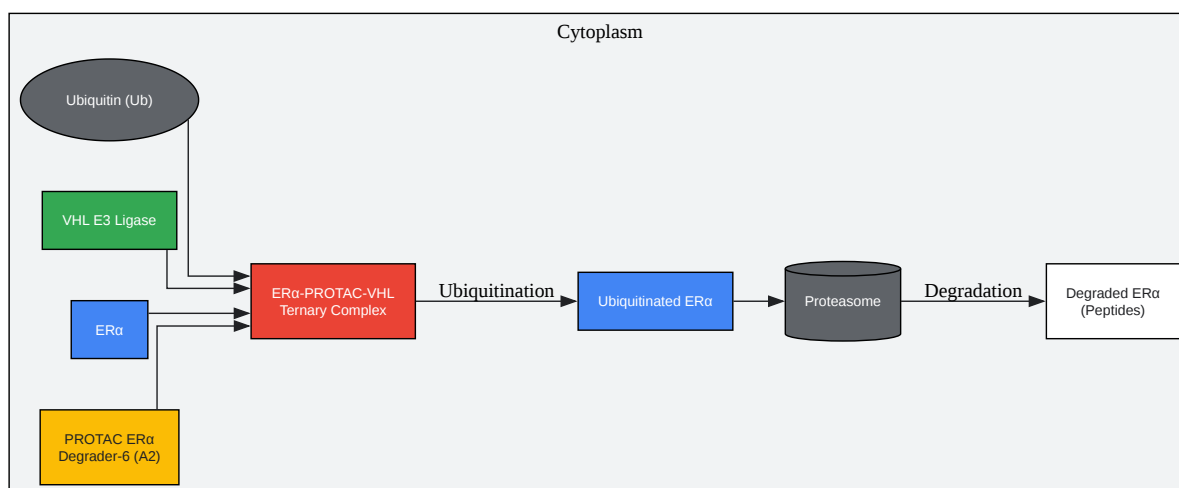 Cytoplasm
Ubiquitin (Ub)
VHL E3 Ligase
ERα
PROTAC ERα
Degrader-6 (A2)
ERα-PROTAC-VHL
Ternary Complex
Ubiquitination
Ubiquitinated ERα
Proteasome
Degradation
Degraded ERα
(Peptides)